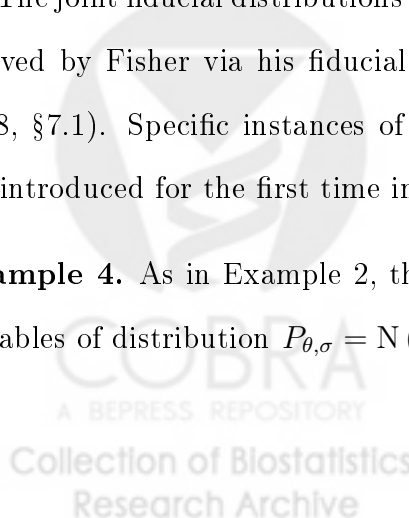 The joint fiducial distributions
ved by Fisher via his fiducial
8, §7.1). Specific instances of
introduced for the first time in
ample 4. As in Example 2, th
ables of distribution P_{θ,σ} = N (
COBRA
A BEPRESS REPOSITORY
Collection of Biostatistics
Research Archive